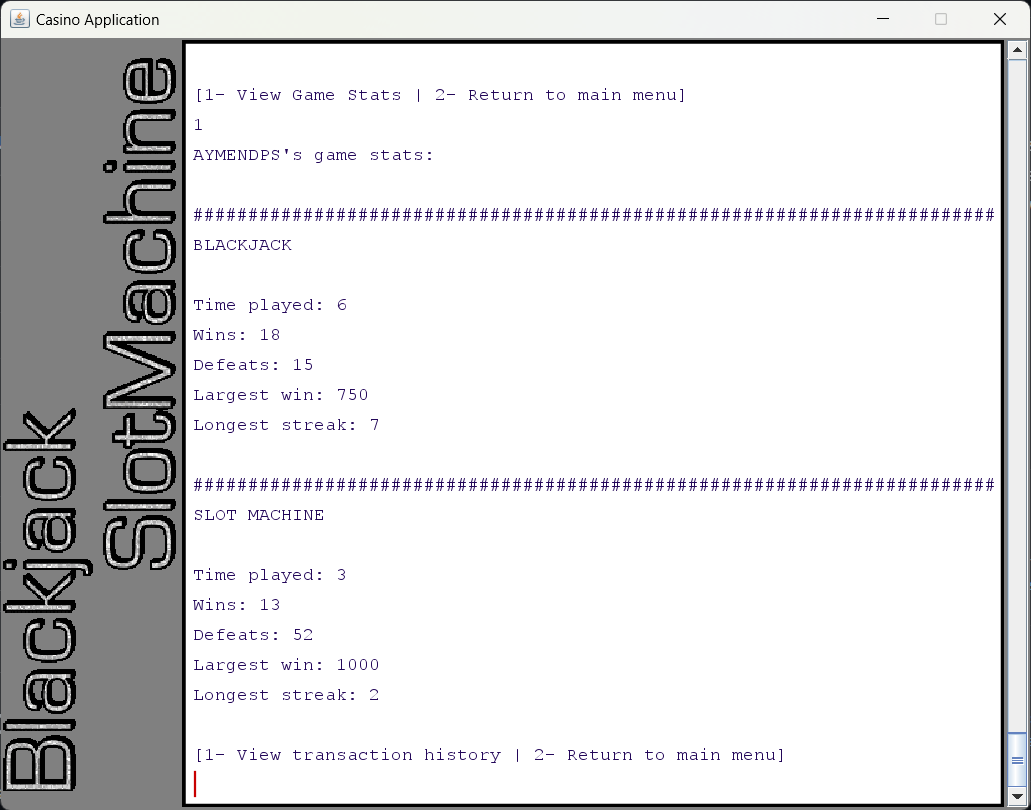 Casino Application
Blackjack
SlotMachine
[1- View Game Stats | 2- Return to main menu]
1
AYMENDPS's game stats:
#########################################################################
BLACKJACK
Time played: 6
Wins: 18
Defeats: 15
Largest win: 750
Longest streak: 7
#########################################################################
SLOT MACHINE
Time played: 3
Wins: 13
Defeats: 52
Largest win: 1000
Longest streak: 2
[1- View transaction history | 2- Return to main menu]